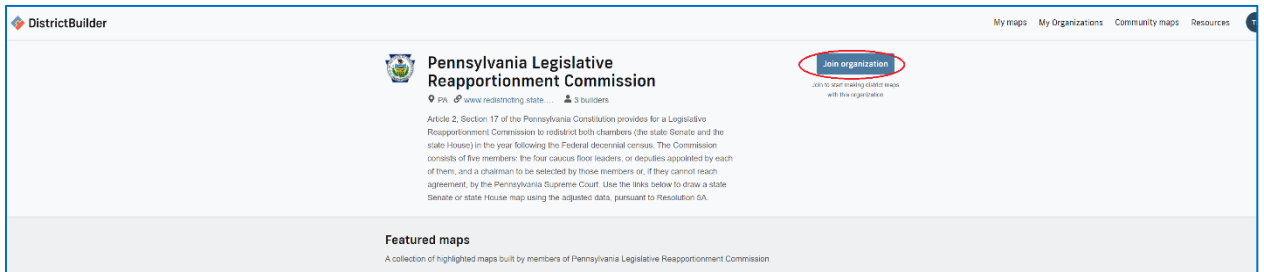 DistrictBuilder
My maps My Organizations Community maps Resources T
Pennsylvania Legislative
Reapportionment Commission
Join organization
Join to start making district maps
with this organization
PA www.redistricting.state.... 3 builders
Article 2, Section 17 of the Pennsylvania Constitution provides for a Legislative
Reapportionment Commission to redistrict both chambers (the state Senate and the
state House) in the year following the Federal decennial census. The Commission
consists of five members: the four caucus floor leaders, or deputies appointed by each
of them, and a chairman to be selected by those members or, if they cannot reach
agreement, by the Pennsylvania Supreme Court. Use the links below to draw a state
Senate or state House map using the adjusted data, pursuant to Resolution 5A.
Featured maps
A collection of highlighted maps built by members of Pennsylvania Legislative Reapportionment Commission